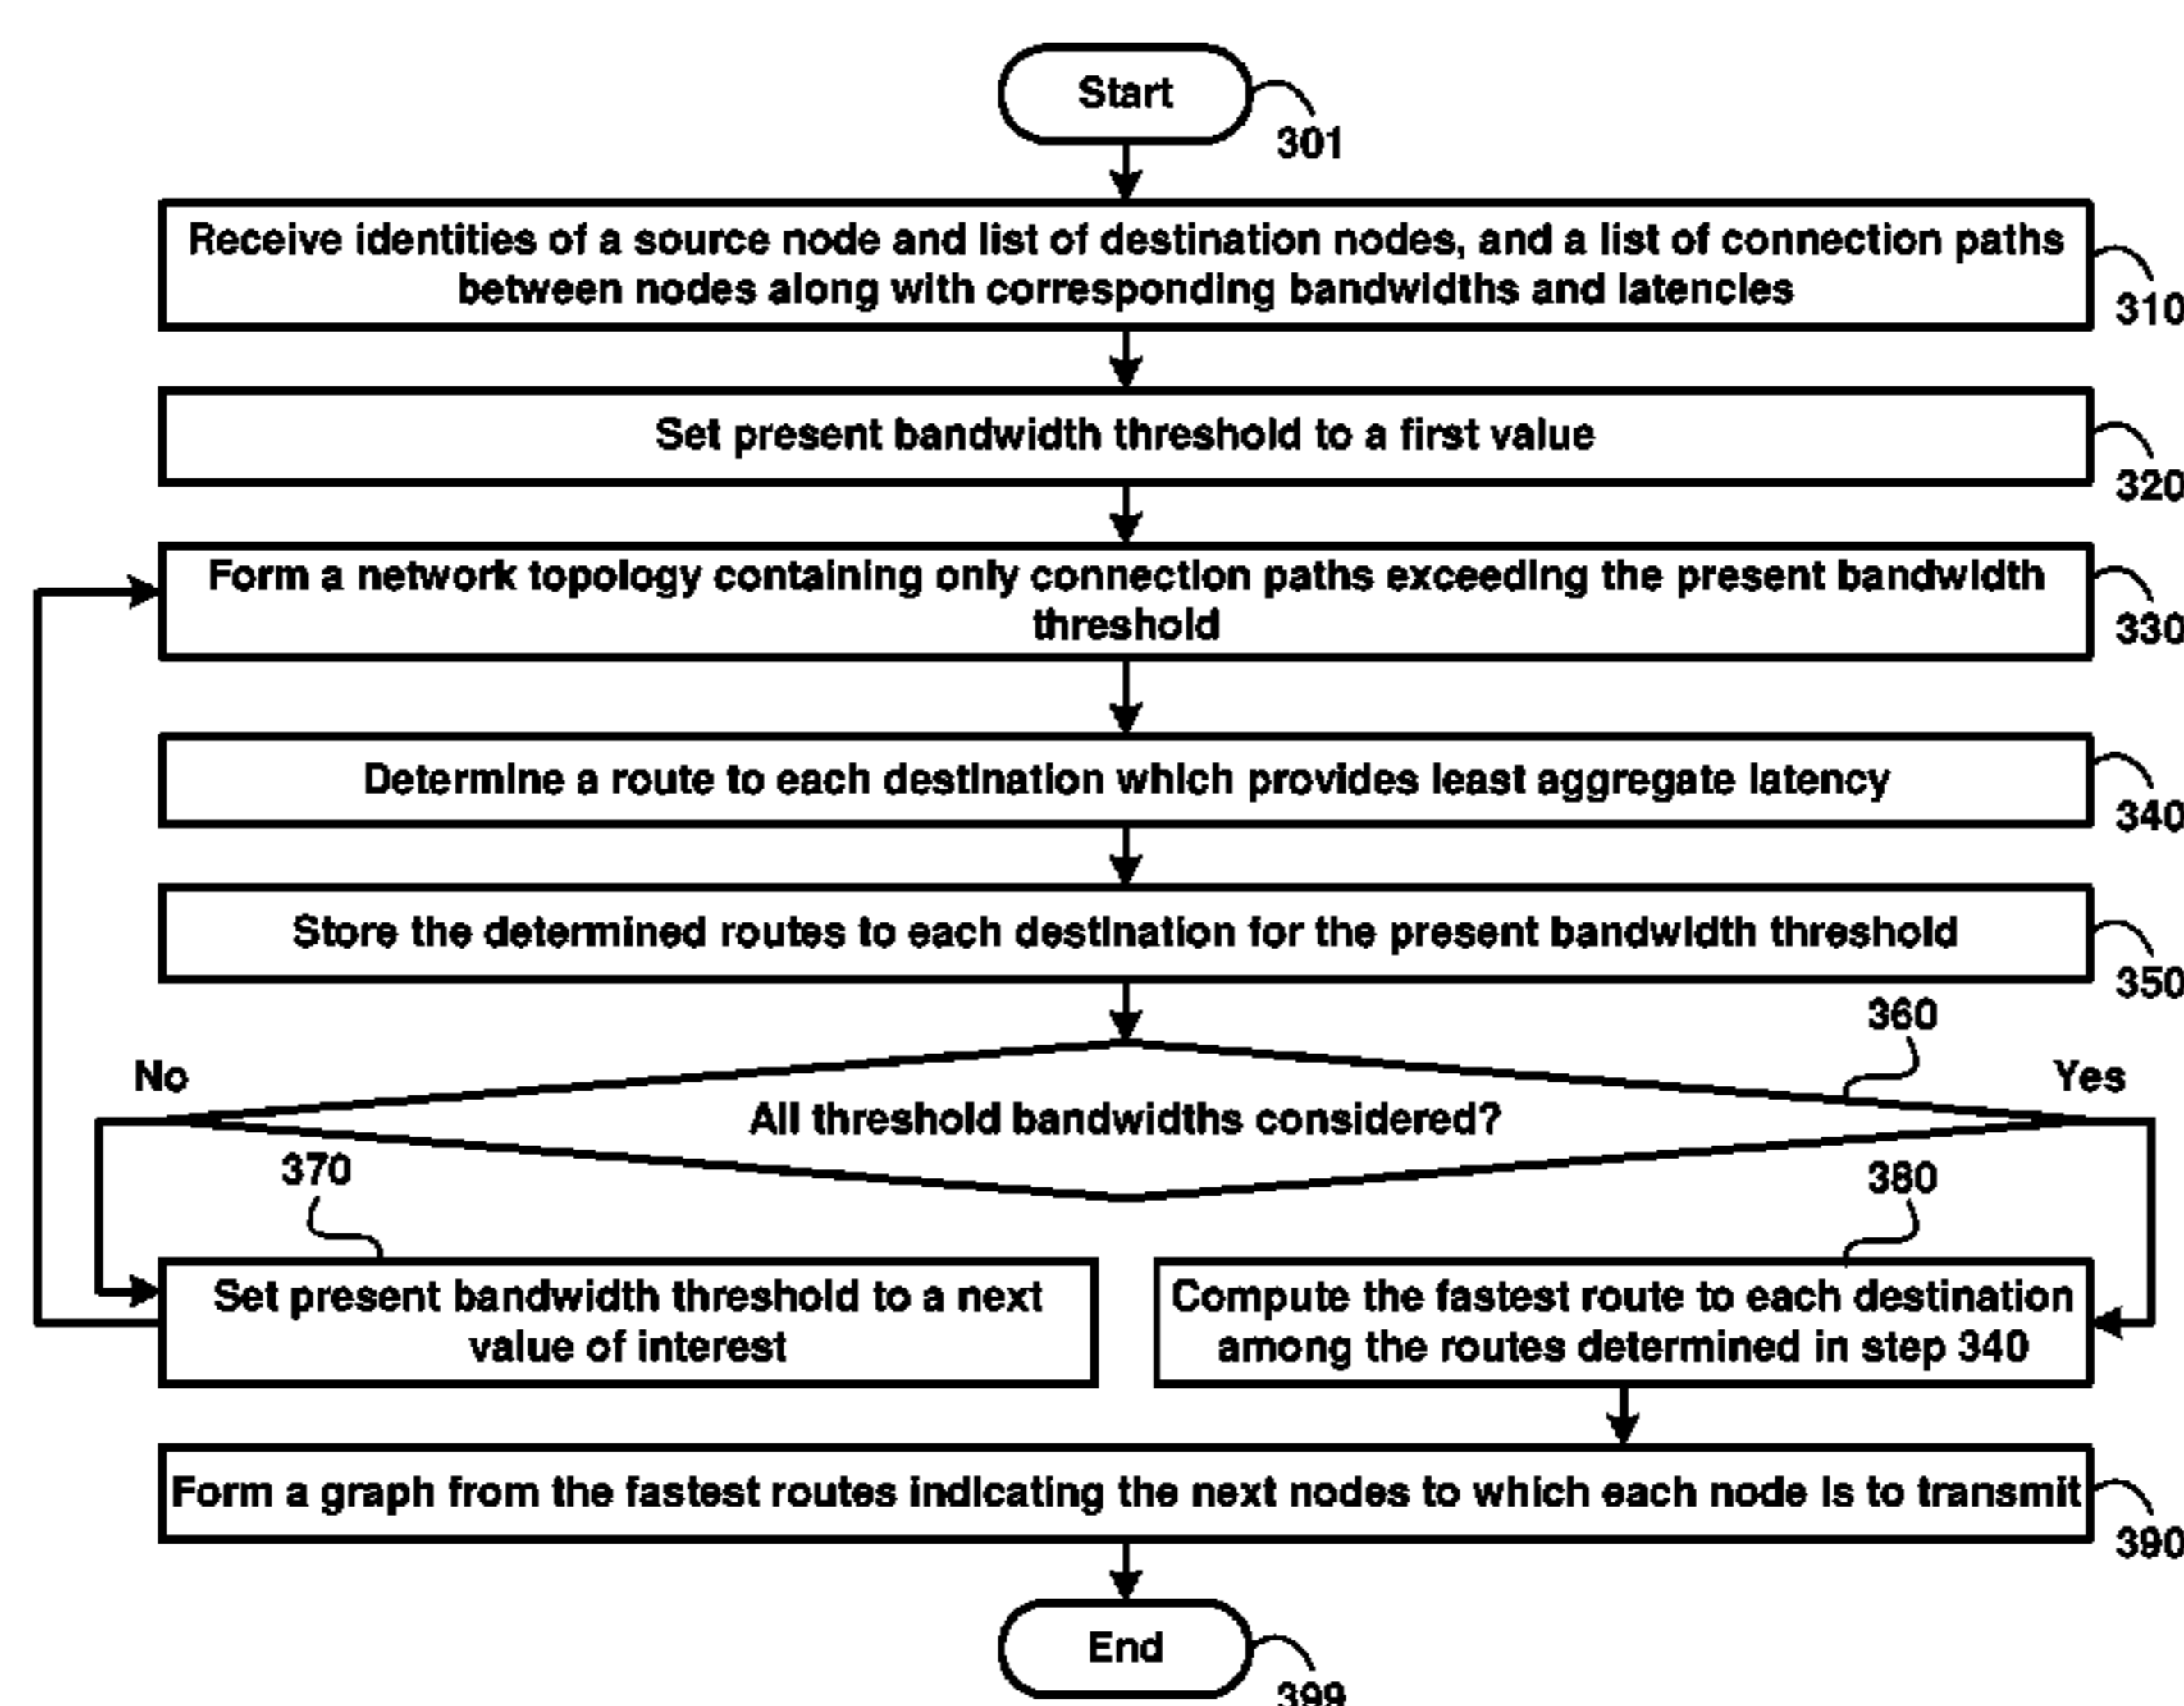 Start
301
Receive identities of a source node and list of destination nodes, and a list of connection paths
between nodes along with corresponding bandwidths and latencies
310
Set present bandwidth threshold to a first value
320
Form a network topology containing only connection paths exceeding the present bandwidth
threshold
330
Determine a route to each destination which provides least aggregate latency
340
Store the determined routes to each destination for the present bandwidth threshold
350
360
No
Yes
All threshold bandwidths considered?
370
380
Set present bandwidth threshold to a next
value of interest
Compute the fastest route to each destination
among the routes determined in step 340
Form a graph from the fastest routes indicating the next nodes to which each node is to transmit
390
End
399